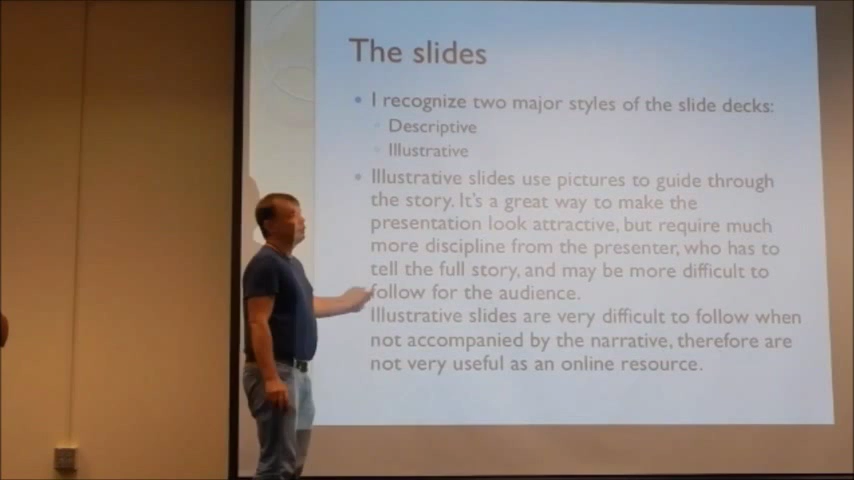 The slides
I recognize two major styles of the slide decks:
Descriptive
Illustrative
Illustrative slides use pictures to guide through
the story. It's a great way to make the
presentation look attractive, but require much
more discipline from the presenter, who has to
tell the full story, and may be more difficult to
follow for the audience.
Illustrative slides are very difficult to follow when
not accompanied by the narrative, therefore are
not very useful as an online resource.